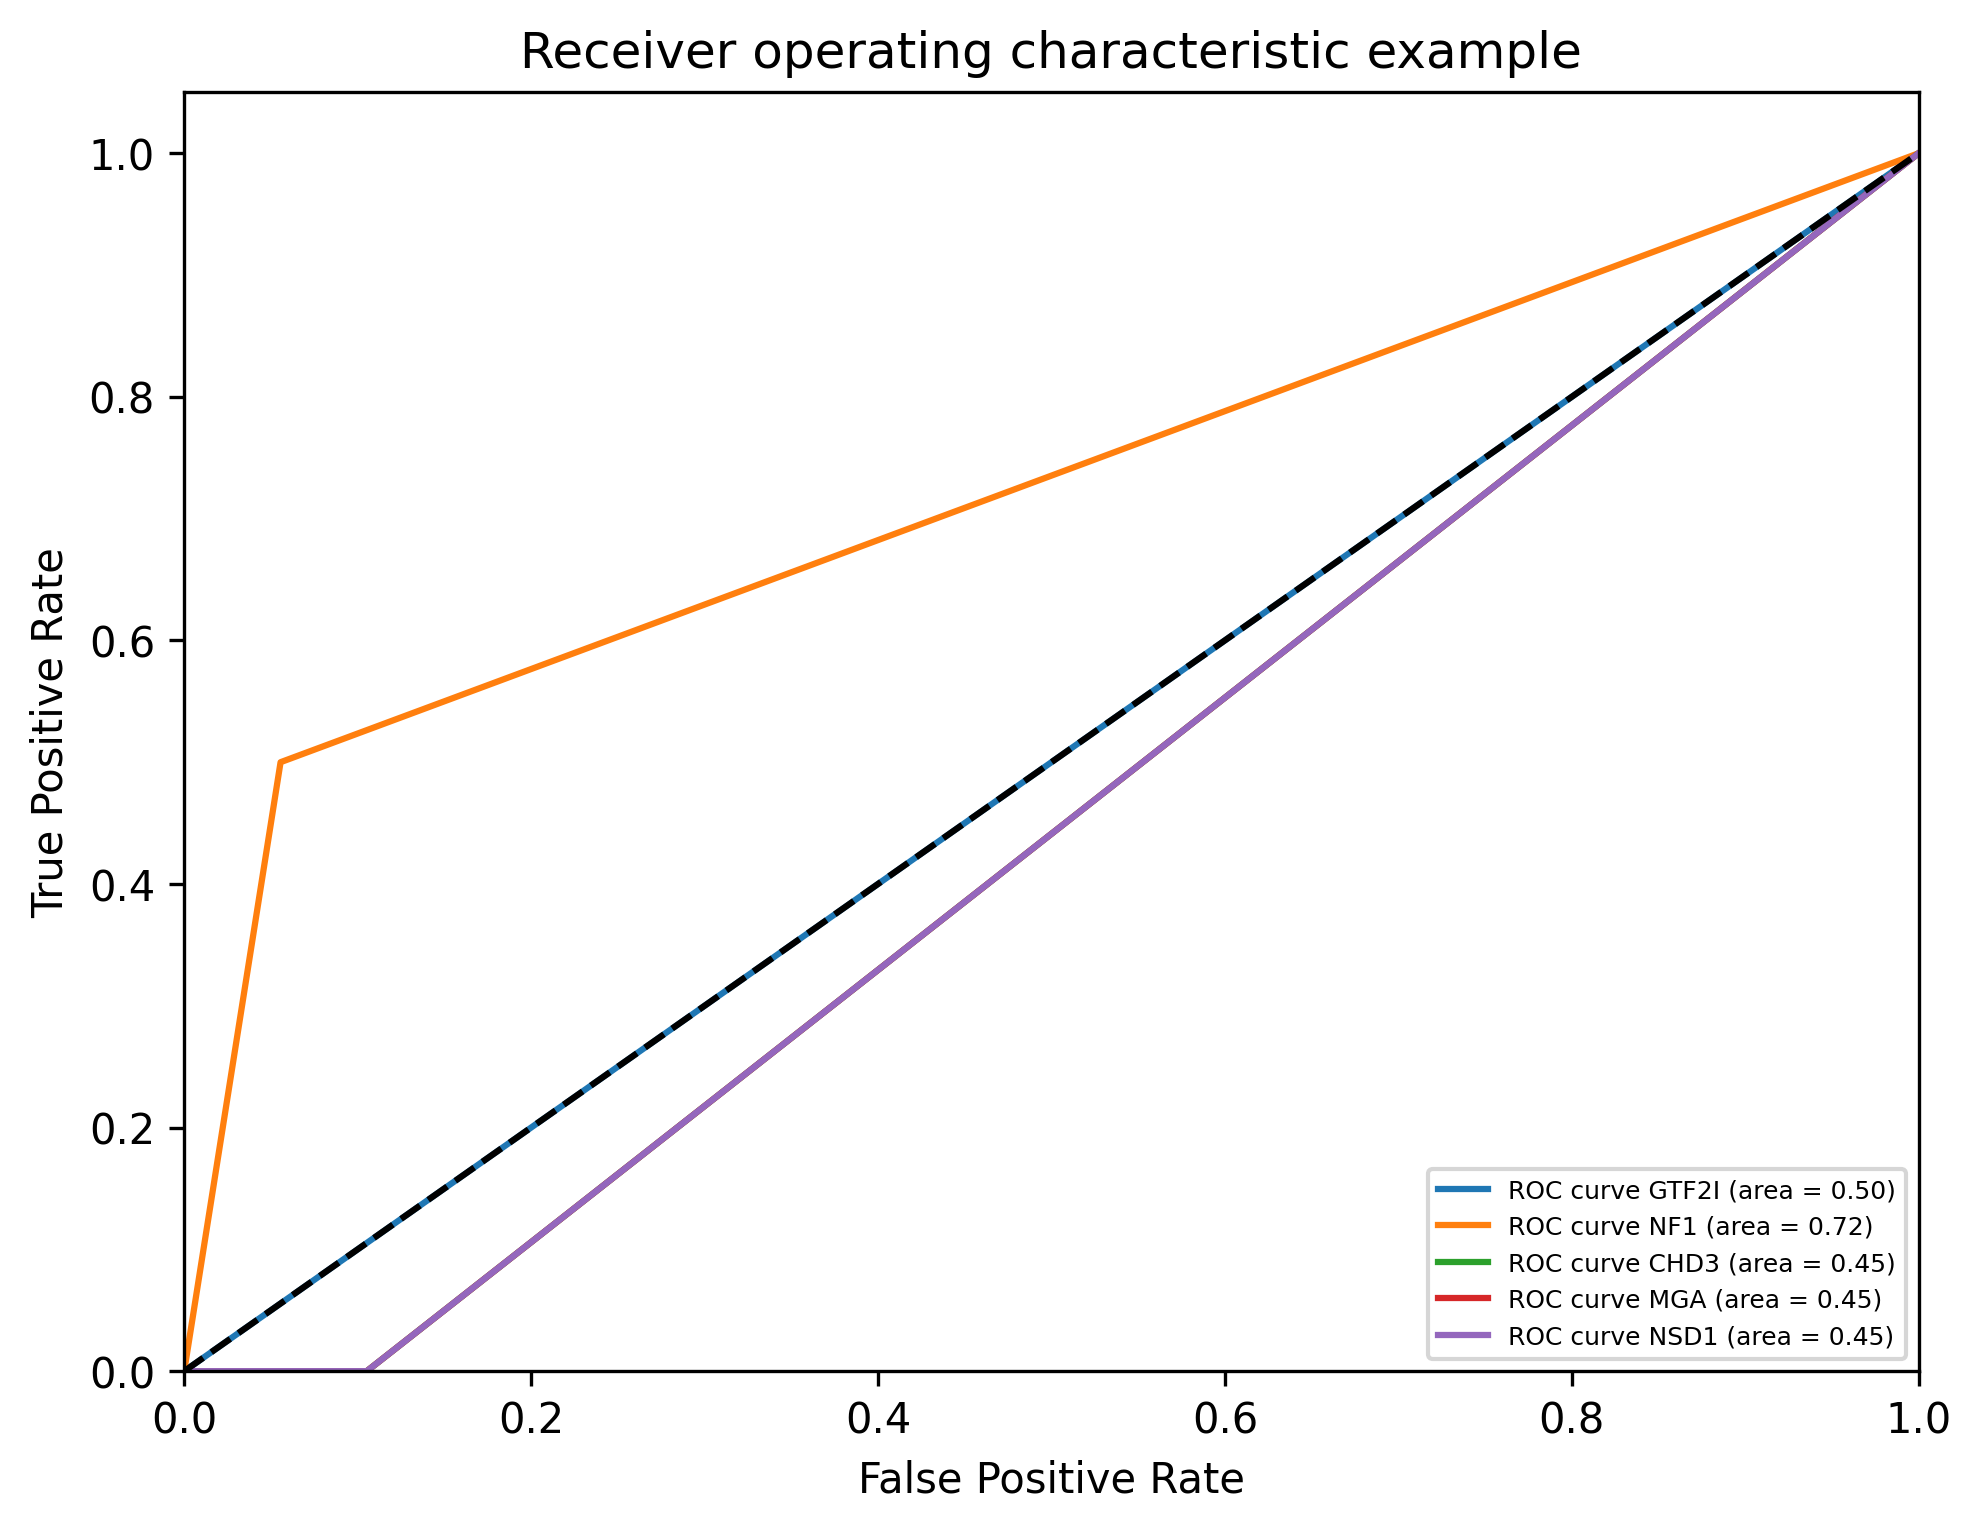 Receiver operating characteristic example
1.0
0.8
0.6
0.4
0.2
0.0
True Positive Rate
0.0 0.2 0.4 0.6 0.8 1.0
False Positive Rate
ROC curve GTF2I (area = 0.50)
ROC curve NF1 (area = 0.72)
ROC curve CHD3 (area = 0.45)
ROC curve MGA (area = 0.45)
ROC curve NSD1 (area = 0.45)